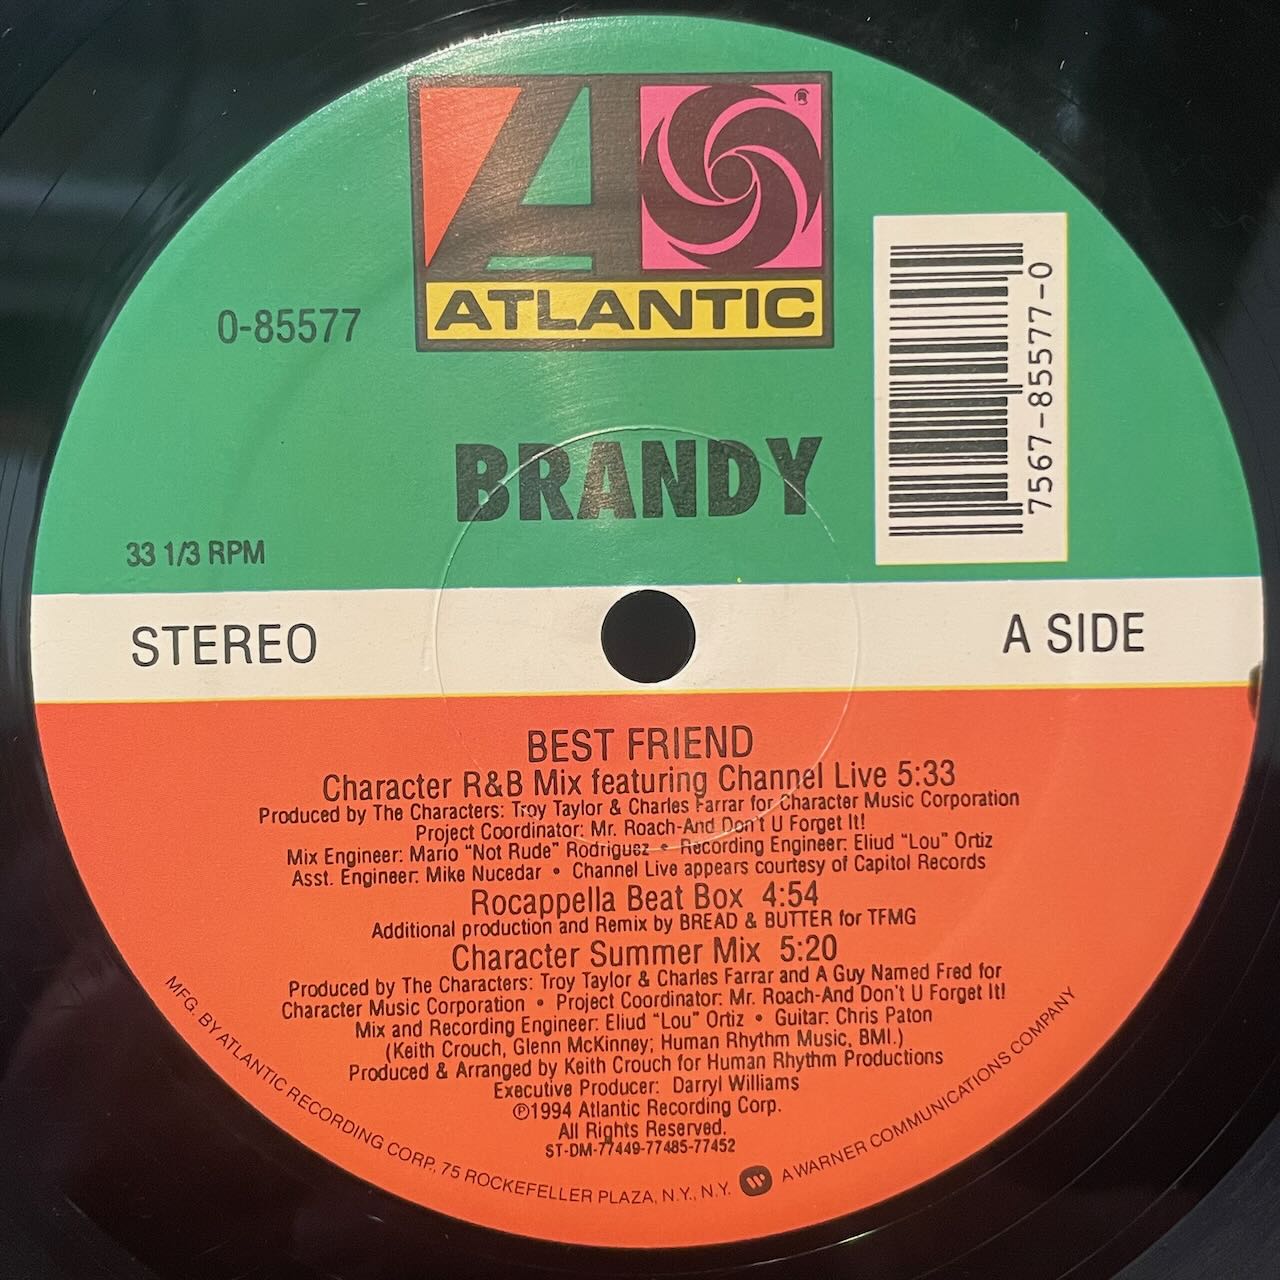 ®
ATLANTIC
0-85577
7567-85577-0
BRANDY
33 1/3 RPM
STEREO
A SIDE
BEST FRIEND
Character R&B Mix featuring Channel Live 5:33
Produced by The Characters: Troy Taylor & Charles Farrar for Character Music Corporation
Project Coordinator: Mr. Roach-And Don't U Forget It!
Mix Engineer: Mario "Not Rude" Rodriguez • Recording Engineer: Eliud "Lou" Ortiz
Asst. Engineer: Mike Nucedar • Channel Live appears courtesy of Capitol Records
Rocappella Beat Box 4:54
Additional production and Remix by BREAD & BUTTER for TFMG
Character Summer Mix 5:20
Produced by The Characters: Troy Taylor & Charles Farrar and A Guy Named Fred for
Character Music Corporation • Project Coordinator: Mr. Roach-And Don't U Forget It!
Mix and Recording Engineer: Eliud "Lou" Ortiz • Guitar: Chris Paton
(Keith Crouch, Glenn McKinney; Human Rhythm Music, BMI.)
Produced & Arranged by Keith Crouch for Human Rhythm Productions
Executive Producer: Darryl Williams
℗1994 Atlantic Recording Corp.
All Rights Reserved.
ST-DM-77449-77485-77452
MFG. BY ATLANTIC RECORDING CORP., 75 ROCKEFELLER PLAZA, N.Y., N.Y. A WARNER COMMUNICATIONS COMPANY